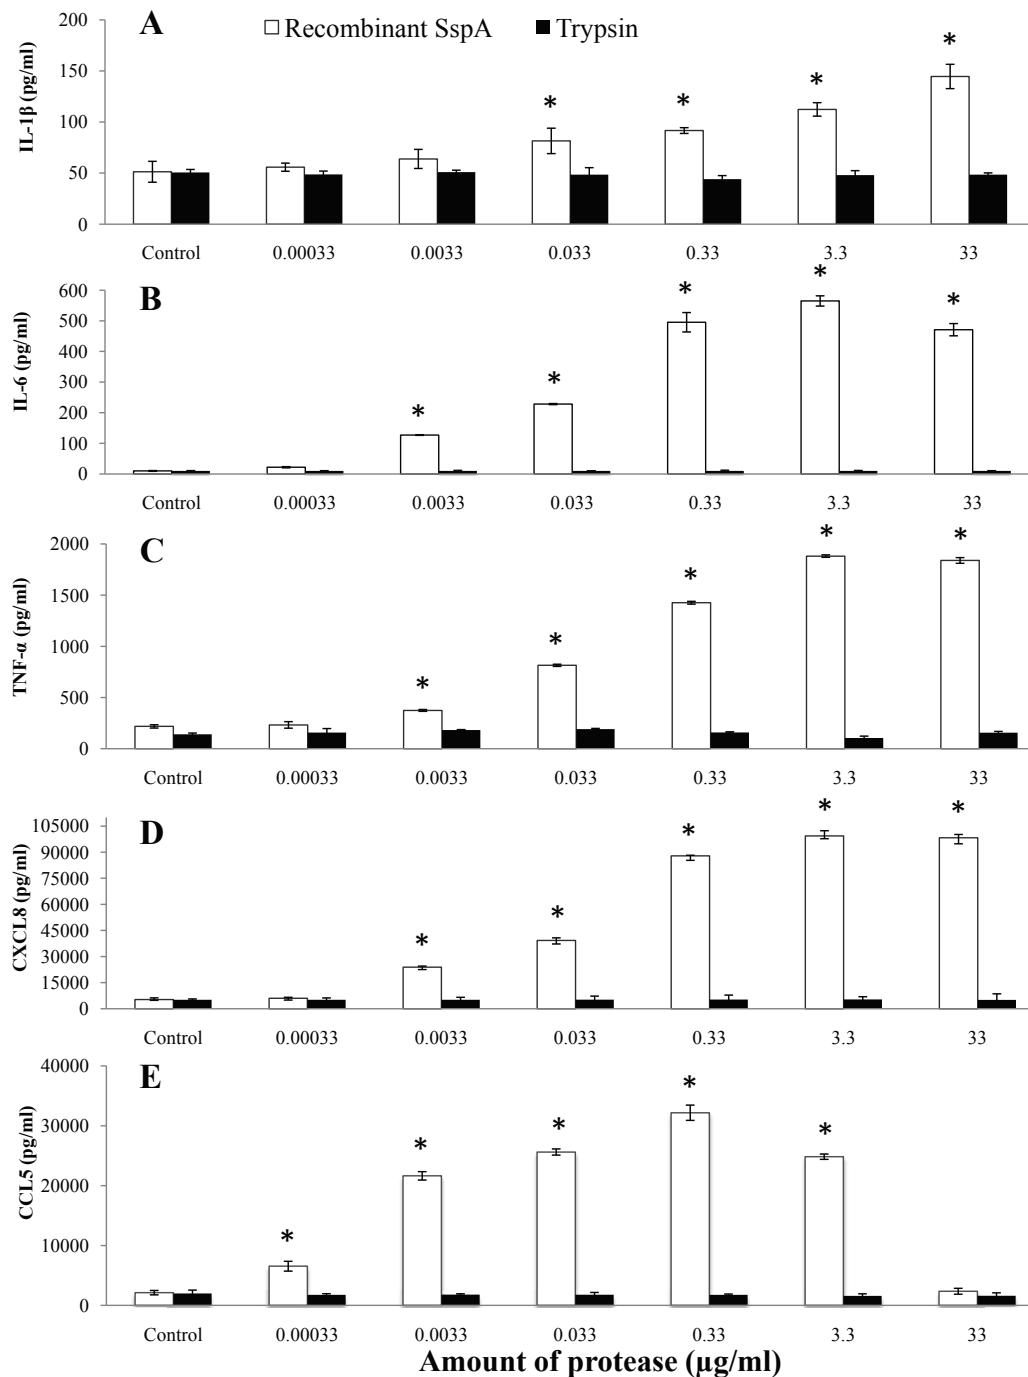 A
Recombinant SspA
Trypsin
IL-1β (pg/ml)
200
150
100
50
0
* * * *
Control 0.00033 0.0033 0.033 0.33 3.3 33
B
IL-6 (pg/ml)
600
500
400
300
200
100
0
* * * * *
Control 0.00033 0.0033 0.033 0.33 3.3 33
C
TNF-α (pg/ml)
2000
1500
1000
500
0
* * * * *
Control 0.00033 0.0033 0.033 0.33 3.3 33
D
CXCL8 (pg/ml)
105000
90000
75000
60000
45000
30000
15000
0
* * * * *
Control 0.00033 0.0033 0.033 0.33 3.3 33
E
CCL5 (pg/ml)
40000
30000
20000
10000
0
* * * * *
Control 0.00033 0.0033 0.033 0.33 3.3 33
Amount of protease (µg/ml)